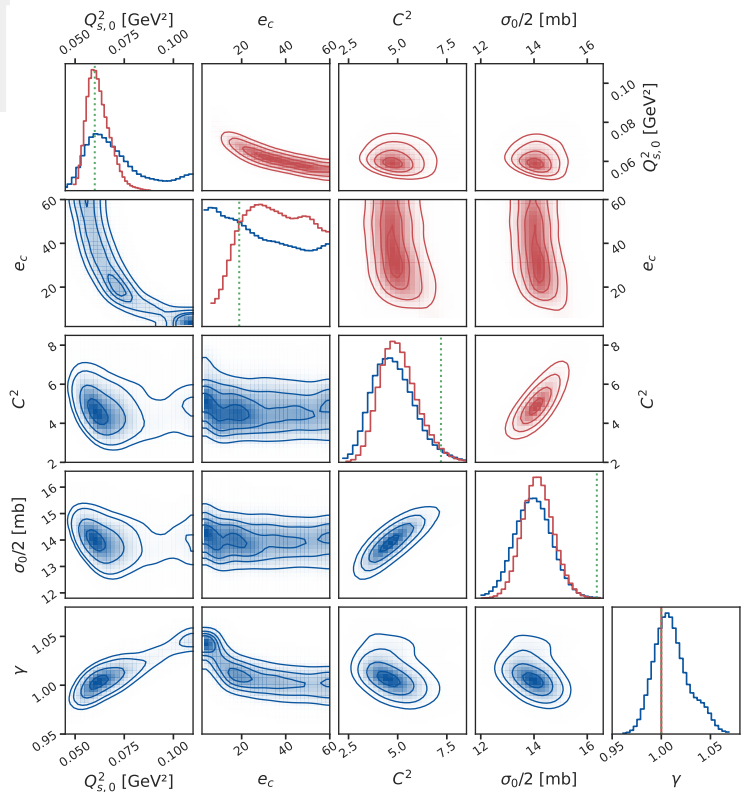 Q²s,0 [GeV²] e_c C² σ₀/2 [mb]
0.050 0.075 0.100 20 40 60 2.5 5.0 7.5 12 14 16
0.10
0.08
0.06
Q²s,0 [GeV²]
60
40
20
e_c
60
40
20
e_c
8
6
4
2
C²
8
6
4
2
C²
16
15
14
13
12
σ₀/2 [mb]
1.05
1.00
0.95
γ
0.050 0.075 0.100 20 40 60 2.5 5.0 7.5 12 14 16 0.95 1.00 1.05
Q²s,0 [GeV²] e_c C² σ₀/2 [mb] γ